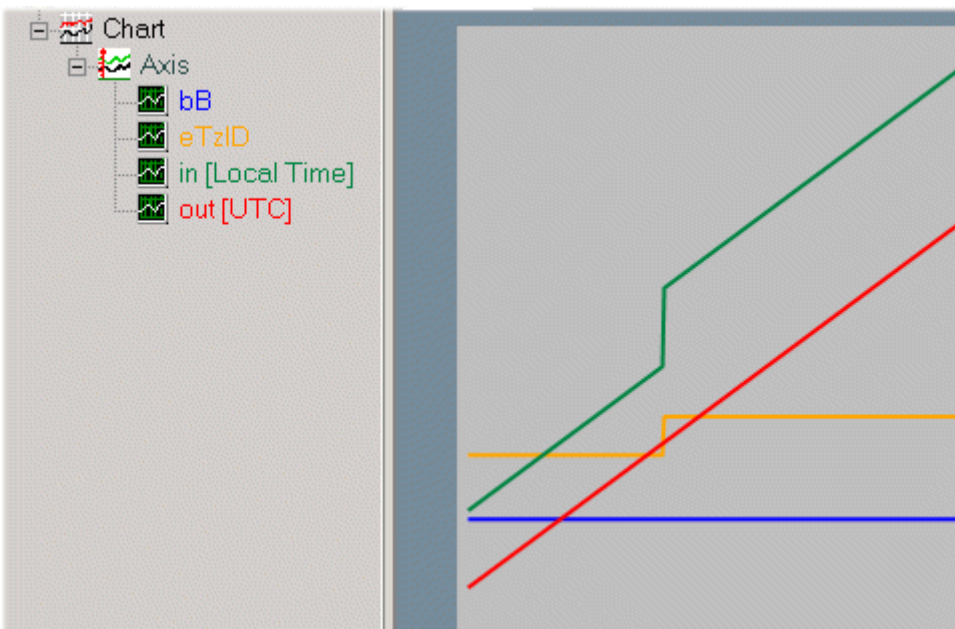 Chart
Axis
bB
eTzID
in [Local Time]
out [UTC]